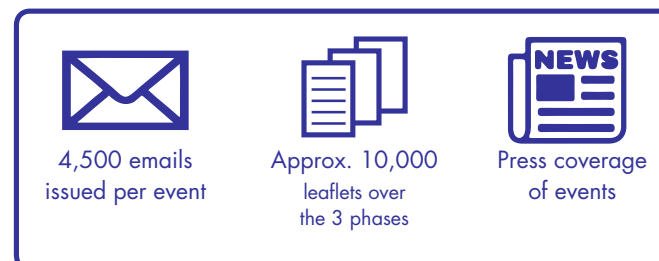 4,500 emails
issued per event
Approx. 10,000
leaflets over
the 3 phases
NEWS
Press coverage
of events